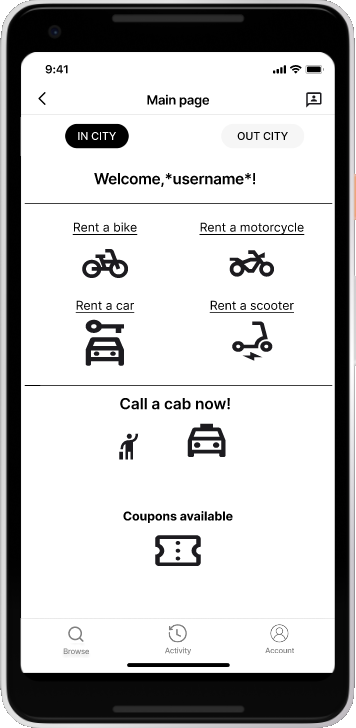 9:41
Main page
IN CITY
OUT CITY
Welcome,*username*!
Rent a bike
Rent a motorcycle
Rent a car
Rent a scooter
Call a cab now!
Coupons available
Browse
Activity
Account